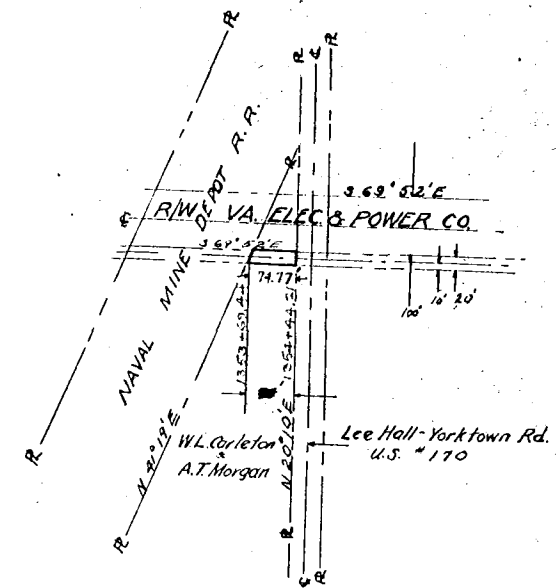 S 69° 52' E
R/W VA. ELEC. & POWER CO.
NAVAL MINE DEPOT R.R.
S 69° 52' E
74.77'
100'
10'
20'
N 41° 19' E
N 20° 10' E
W.L. Carleton
&
A.T. Morgan
Lee Hall-Yorktown Rd.
U.S. #170